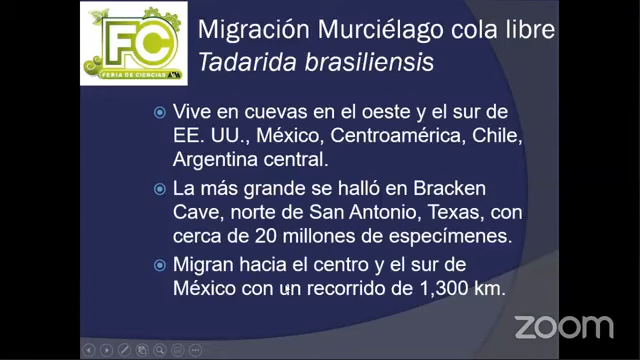 Migración Murciélago cola libre
Tadarida brasiliensis
FC
FERIA DE CIENCIAS
Vive en cuevas en el oeste y el sur de
EE. UU., México, Centroamérica, Chile,
Argentina central.
La más grande se halló en Bracken
Cave, norte de San Antonio, Texas, con
cerca de 20 millones de especímenes.
Migran hacia el centro y el sur de
México con un recorrido de 1,300 km.
zoom